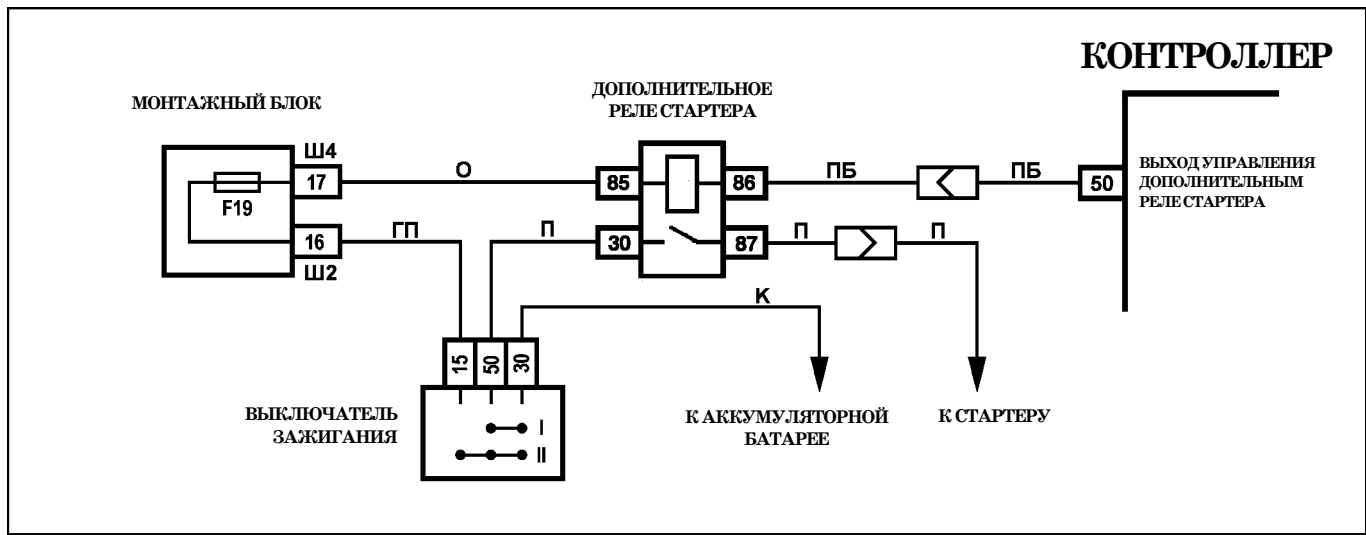 КОНТРОЛЛЕР
МОНТАЖНЫЙ БЛОК
ДОПОЛНИТЕЛЬНОЕ
РЕЛЕ СТАРТЕРА
Ш4
17
F19
16
Ш2
О
ГП
П
85
86
30
87
ПБ
ПБ
50
ВЫХОД УПРАВЛЕНИЯ
ДОПОЛНИТЕЛЬНЫМ
РЕЛЕ СТАРТЕРА
П
П
К
15
50
30
I
II
ВЫКЛЮЧАТЕЛЬ
ЗАЖИГАНИЯ
К АККУМУЛЯТОРНОЙ
БАТАРЕЕ
К СТАРТЕРУ